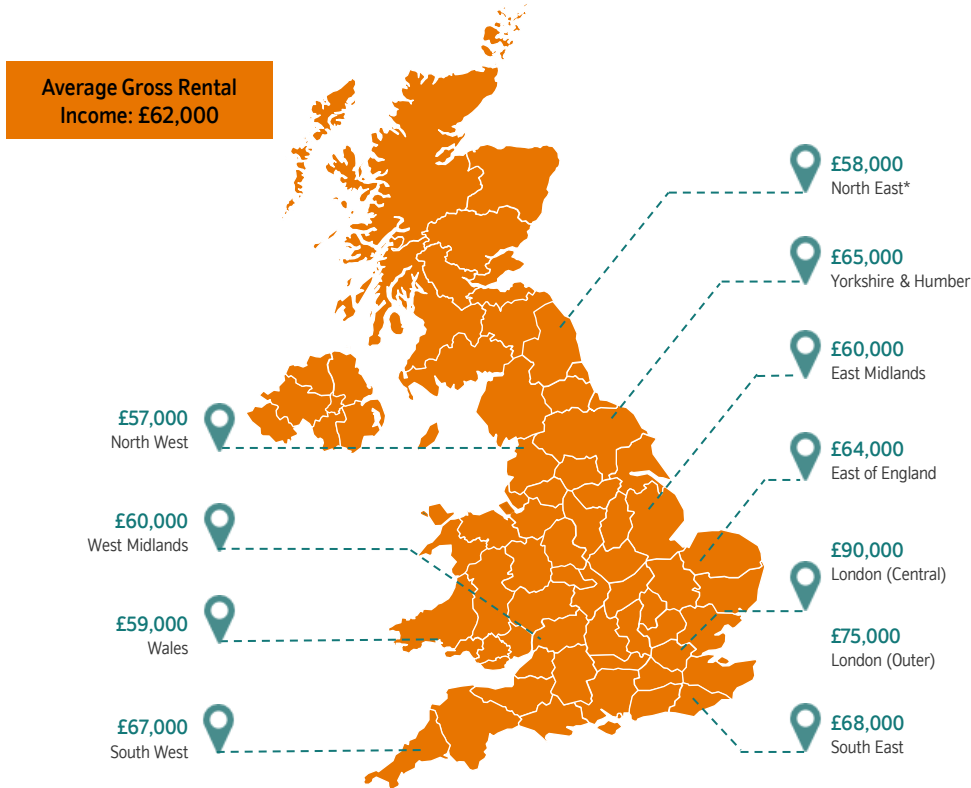 Average Gross Rental
Income: £62,000
£58,000
North East*
£65,000
Yorkshire & Humber
£60,000
East Midlands
£64,000
East of England
£90,000
London (Central)
£75,000
London (Outer)
£68,000
South East
£57,000
North West
£60,000
West Midlands
£59,000
Wales
£67,000
South West